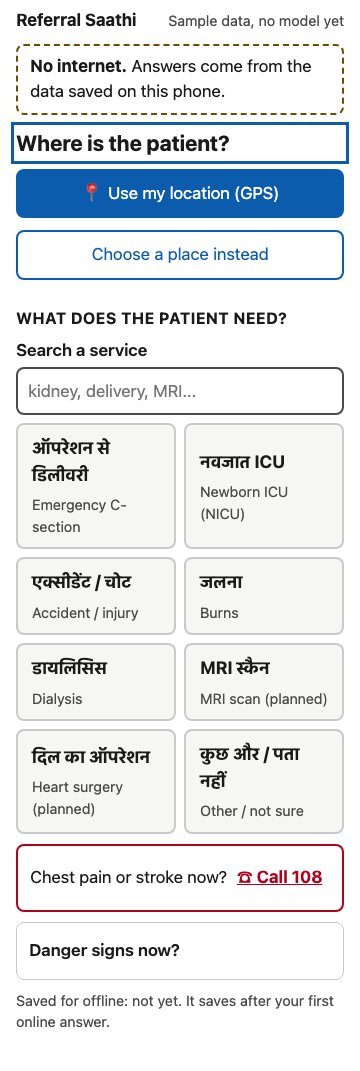 Referral Saathi
Sample data, no model yet
No internet. Answers come from the
data saved on this phone.
Where is the patient?
📍 Use my location (GPS)
Choose a place instead
WHAT DOES THE PATIENT NEED?
Search a service
kidney, delivery, MRI...
ऑपरेशन से
डिलीवरी
Emergency C-
section
नवजात ICU
Newborn ICU
(NICU)
एक्सीडेंट / चोट
Accident / injury
जलना
Burns
डायलिसिस
Dialysis
MRI स्कैन
MRI scan (planned)
दिल का ऑपरेशन
Heart surgery
(planned)
कुछ और / पता
नहीं
Other / not sure
Chest pain or stroke now? ☎ Call 108
Danger signs now?
Saved for offline: not yet. It saves after your first
online answer.